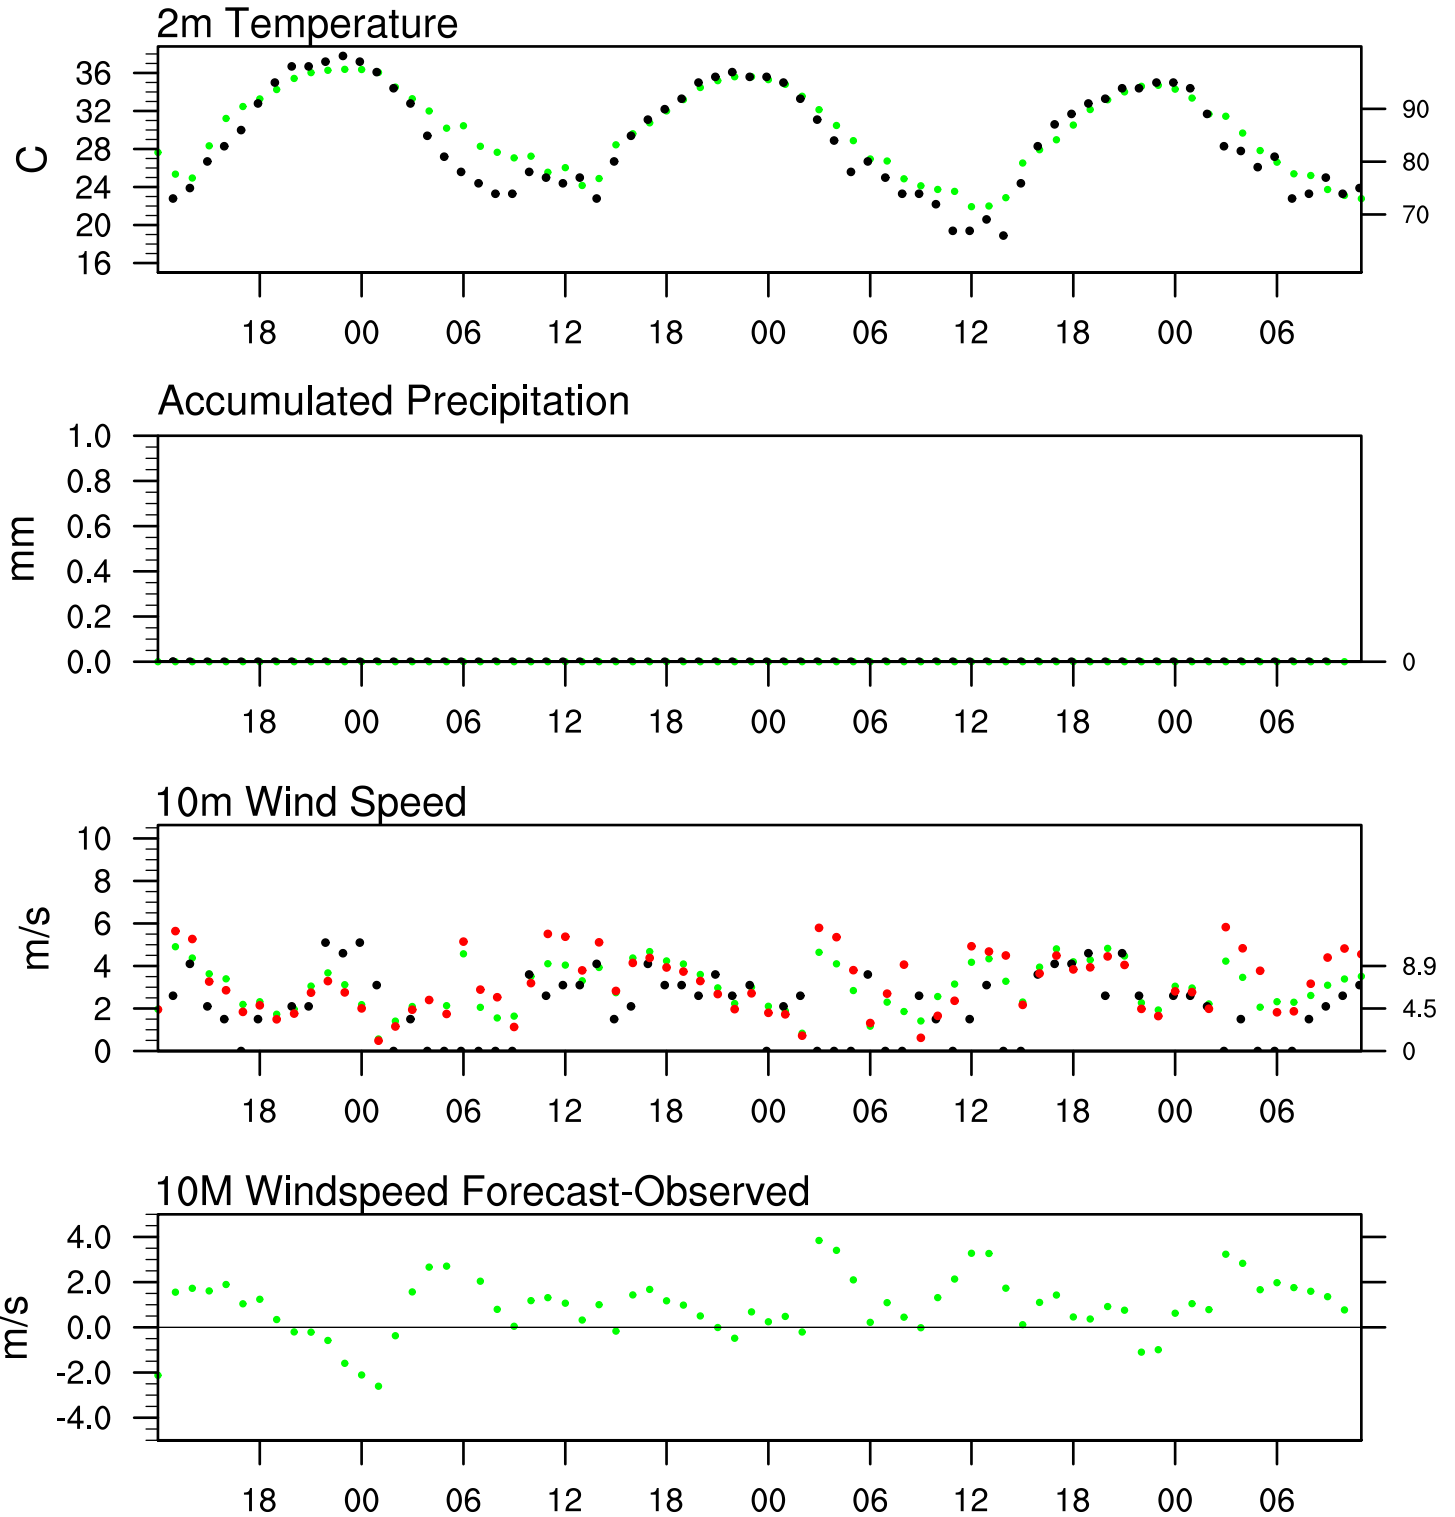 2m Temperature
36
32
28
24
20
16
C
90
80
70
18 00 06 12 18 00 06 12 18 00 06
Accumulated Precipitation
1.0
0.8
0.6
0.4
0.2
0.0
mm
0
18 00 06 12 18 00 06 12 18 00 06
10m Wind Speed
10
8
6
4
2
0
m/s
8.9
4.5
0
18 00 06 12 18 00 06 12 18 00 06
10M Windspeed Forecast-Observed
4.0
2.0
0.0
-2.0
-4.0
m/s
18 00 06 12 18 00 06 12 18 00 06